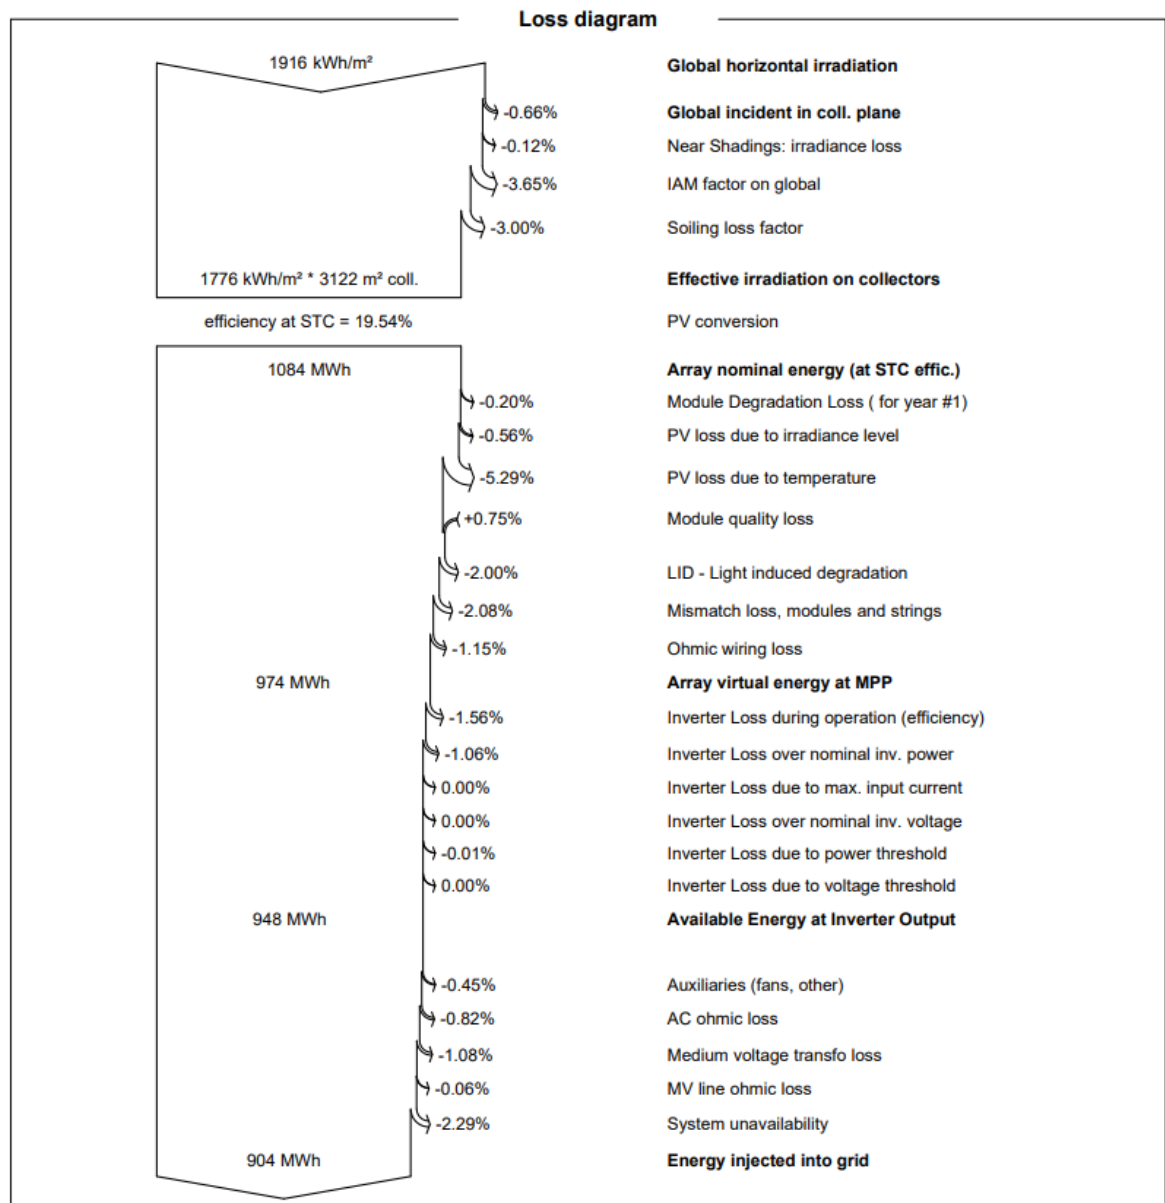 Loss diagram
1916 kWh/m² Global horizontal irradiation
-0.66% Global incident in coll. plane
-0.12% Near Shadings: irradiance loss
-3.65% IAM factor on global
-3.00% Soiling loss factor
1776 kWh/m² * 3122 m² coll. Effective irradiation on collectors
efficiency at STC = 19.54% PV conversion
1084 MWh Array nominal energy (at STC effic.)
-0.20% Module Degradation Loss ( for year #1)
-0.56% PV loss due to irradiance level
-5.29% PV loss due to temperature
+0.75% Module quality loss
-2.00% LID - Light induced degradation
-2.08% Mismatch loss, modules and strings
-1.15% Ohmic wiring loss
974 MWh Array virtual energy at MPP
-1.56% Inverter Loss during operation (efficiency)
-1.06% Inverter Loss over nominal inv. power
0.00% Inverter Loss due to max. input current
0.00% Inverter Loss over nominal inv. voltage
-0.01% Inverter Loss due to power threshold
0.00% Inverter Loss due to voltage threshold
948 MWh Available Energy at Inverter Output
-0.45% Auxiliaries (fans, other)
-0.82% AC ohmic loss
-1.08% Medium voltage transfo loss
-0.06% MV line ohmic loss
-2.29% System unavailability
904 MWh Energy injected into grid